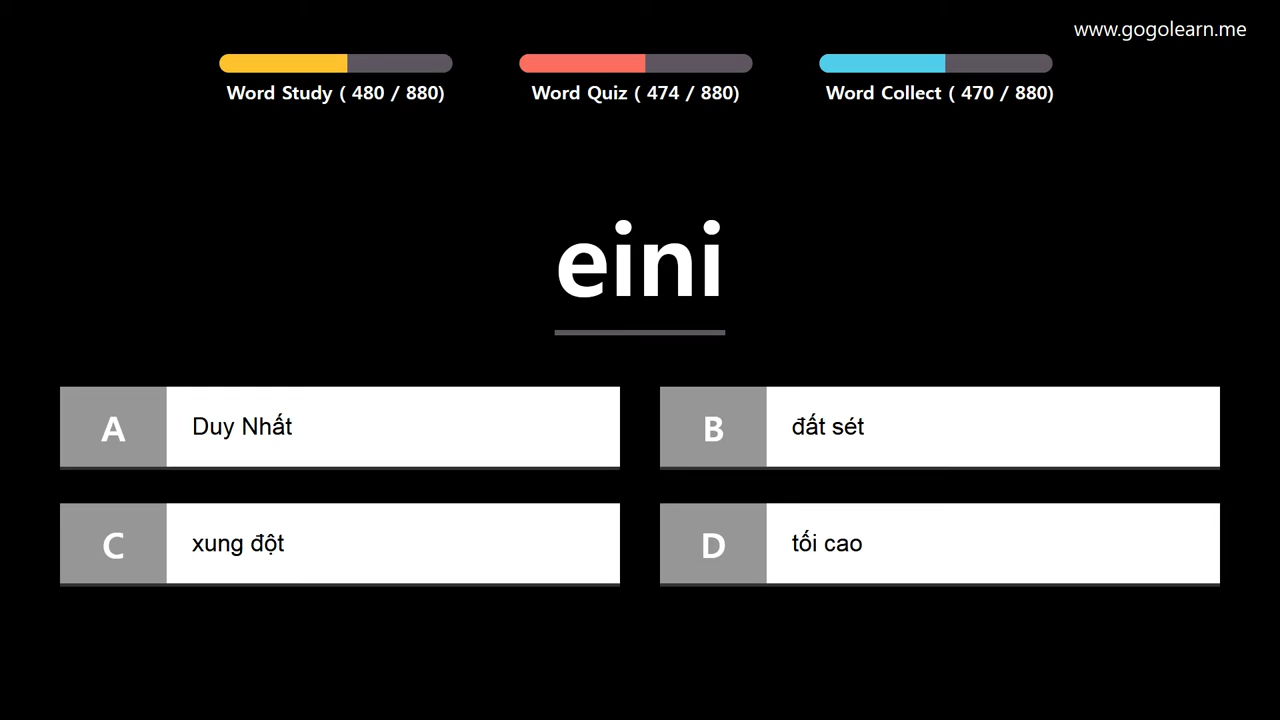 www.gogolearn.me
Word Study ( 480 / 880)
Word Quiz ( 474 / 880)
Word Collect ( 470 / 880)
eini
A
Duy Nhất
B
đất sét
C
xung đột
D
tối cao